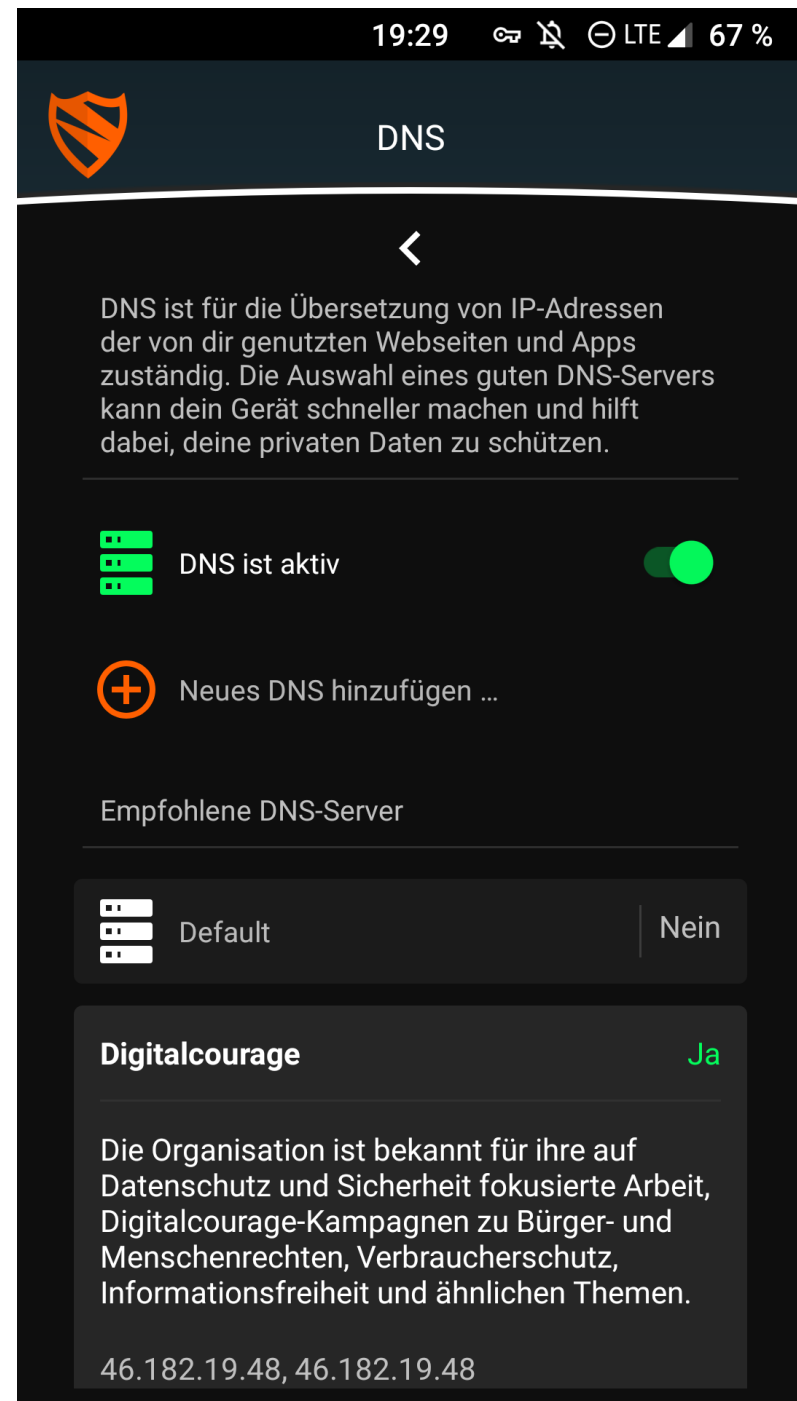 19:29 LTE 67 %
DNS
DNS ist für die Übersetzung von IP-Adressen
der von dir genutzten Webseiten und Apps
zuständig. Die Auswahl eines guten DNS-Servers
kann dein Gerät schneller machen und hilft
dabei, deine privaten Daten zu schützen.
DNS ist aktiv
Neues DNS hinzufügen ...
Empfohlene DNS-Server
Default Nein
Digitalcourage Ja
Die Organisation ist bekannt für ihre auf
Datenschutz und Sicherheit fokusierte Arbeit,
Digitalcourage-Kampagnen zu Bürger- und
Menschenrechten, Verbraucherschutz,
Informationsfreiheit und ähnlichen Themen.
46.182.19.48, 46.182.19.48